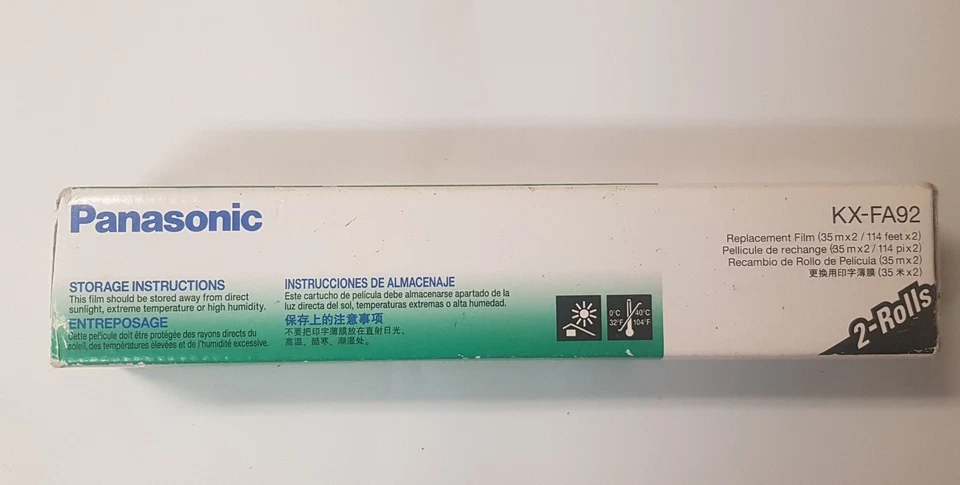 Panasonic
KX-FA92
Replacement Film (35 m x 2 / 114 feet x 2)
Pellicule de rechange (35 m x 2 / 114 pi x 2)
Recambio de Rollo de Película (35 m x 2)
更换用印字薄膜 (35 米 x 2)
2-Rolls
STORAGE INSTRUCTIONS
This film should be stored away from direct
sunlight, extreme temperature or high humidity.
ENTREPOSAGE
Cette pellicule doit être protégée des rayons directs du
soleil, des températures élevées et de l'humidité excessive.
INSTRUCCIONES DE ALMACENAJE
Este cartucho de película debe almacenarse apartado de la
luz directa del sol, temperaturas extremas o alta humedad.
保存上的注意事项
不要把印字薄膜放在直射日光、
高温、酷寒、潮湿处。
0°C 40°C
32°F 104°F